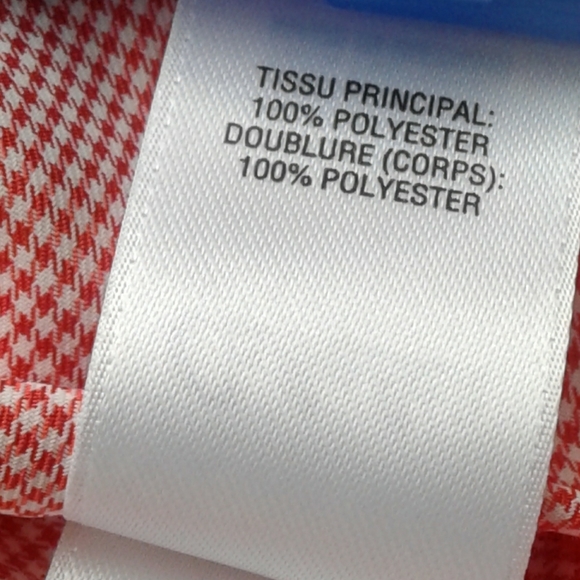 TISSU PRINCIPAL:
100% POLYESTER
DOUBLURE (CORPS):
100% POLYESTER